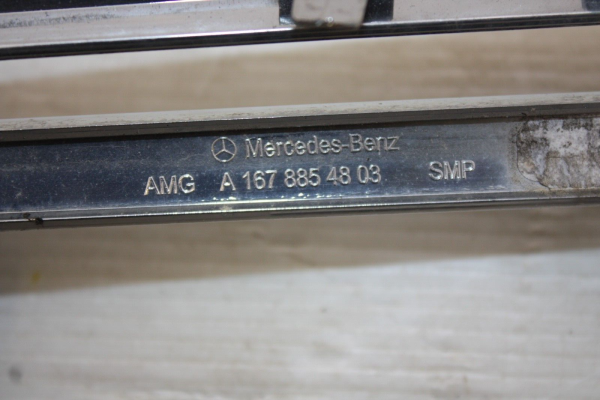 Mercedes-Benz
AMG A 167 885 48 03 SMP